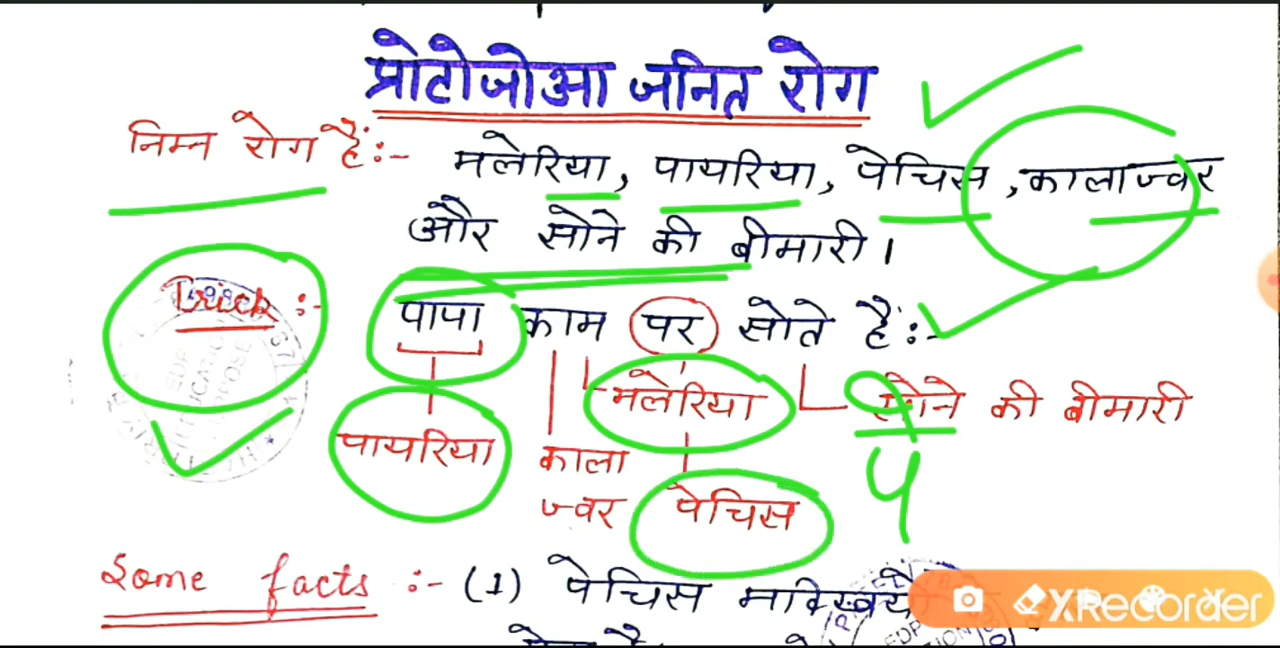 प्रोटोजोआ जनित रोग
निम्न रोग हैं:- मलेरिया, पायरिया, पेचिस, कालाज्वर
और सोने की बीमारी।
Trick :- पापा काम पर सोते हैं:-
मलेरिया सोने की बीमारी
पायरिया काला
ज्वर पेचिस
Some facts :- (1) पेचिस
XRecorder